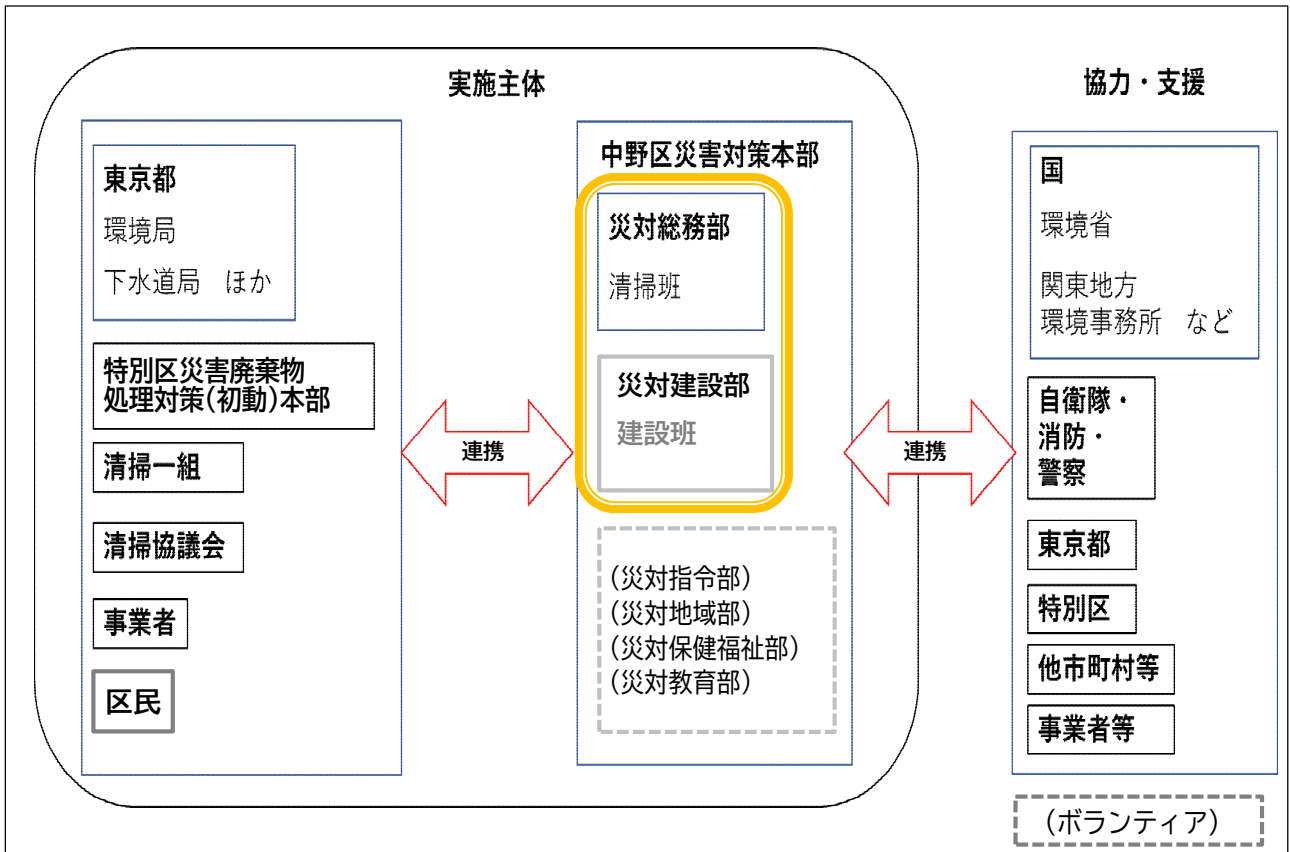 実施主体
東京都
環境局
下水道局　ほか
特別区災害廃棄物
処理対策(初動)本部
清掃一組
清掃協議会
事業者
区民
連携
中野区災害対策本部
災対総務部
清掃班
災対建設部
建設班
(災対指令部)
(災対地域部)
(災対保健福祉部)
(災対教育部)
連携
協力・支援
国
環境省
関東地方
環境事務所　など
自衛隊・
消防・
警察
東京都
特別区
他市町村等
事業者等
(ボランティア)